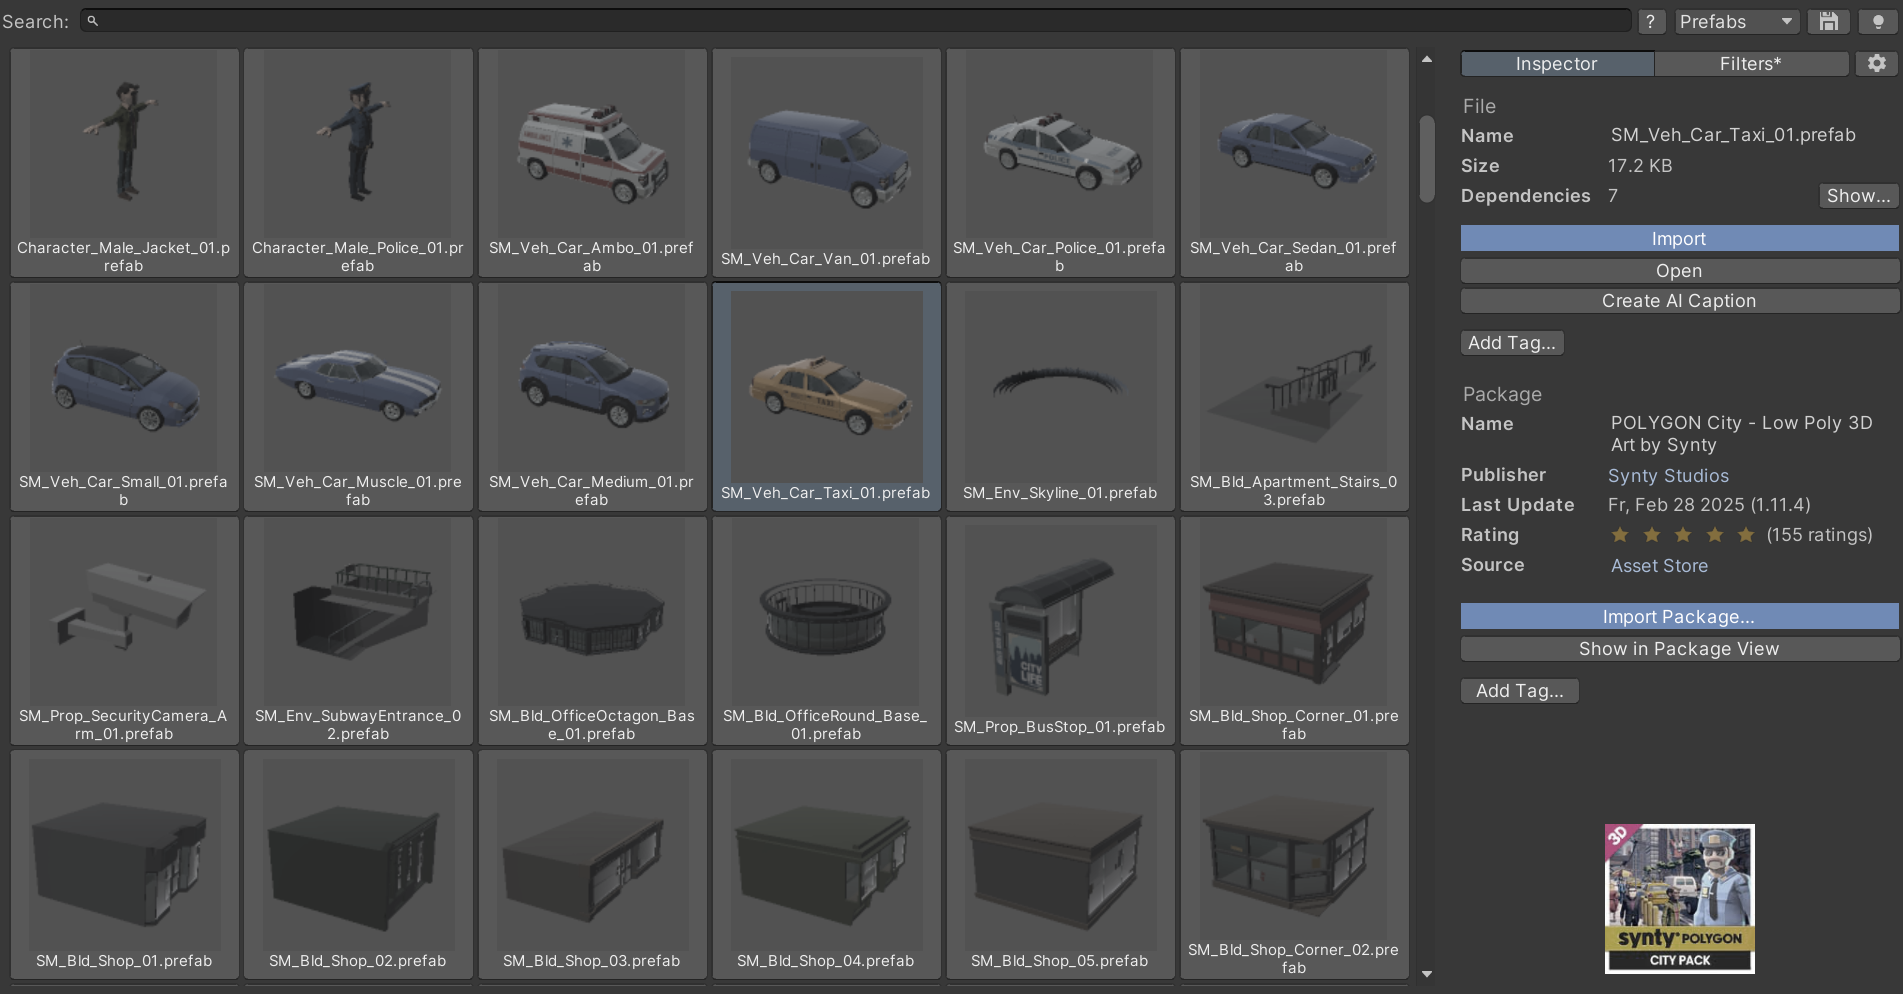 Search:
?
Prefabs
Inspector
Filters*
Character_Male_Jacket_01.p
refab
Character_Male_Police_01.pr
efab
SM_Veh_Car_Ambo_01.pref
ab
SM_Veh_Car_Van_01.prefab
SM_Veh_Car_Police_01.prefa
b
SM_Veh_Car_Sedan_01.pref
ab
SM_Veh_Car_Small_01.prefa
b
SM_Veh_Car_Muscle_01.pre
fab
SM_Veh_Car_Medium_01.pr
efab
TAXI
SM_Veh_Car_Taxi_01.prefab
SM_Env_Skyline_01.prefab
SM_Bld_Apartment_Stairs_0
3.prefab
SM_Prop_SecurityCamera_A
rm_01.prefab
SM_Env_SubwayEntrance_0
2.prefab
SM_Bld_OfficeOctagon_Bas
e_01.prefab
SM_Bld_OfficeRound_Base_
01.prefab
CITY
LIFE
SM_Prop_BusStop_01.prefab
SM_Bld_Shop_Corner_01.pre
fab
SM_Bld_Shop_01.prefab
SM_Bld_Shop_02.prefab
SM_Bld_Shop_03.prefab
SM_Bld_Shop_04.prefab
SM_Bld_Shop_05.prefab
SM_Bld_Shop_Corner_02.pre
fab
File
Name SM_Veh_Car_Taxi_01.prefab
Size 17.2 KB
Dependencies 7 Show...
Import
Open
Create AI Caption
Add Tag...
Package
Name POLYGON City - Low Poly 3D
Art by Synty
Publisher Synty Studios
Last Update Fr, Feb 28 2025 (1.11.4)
Rating (155 ratings)
Source Asset Store
Import Package...
Show in Package View
Add Tag...
3D
synty POLYGON
CITY PACK